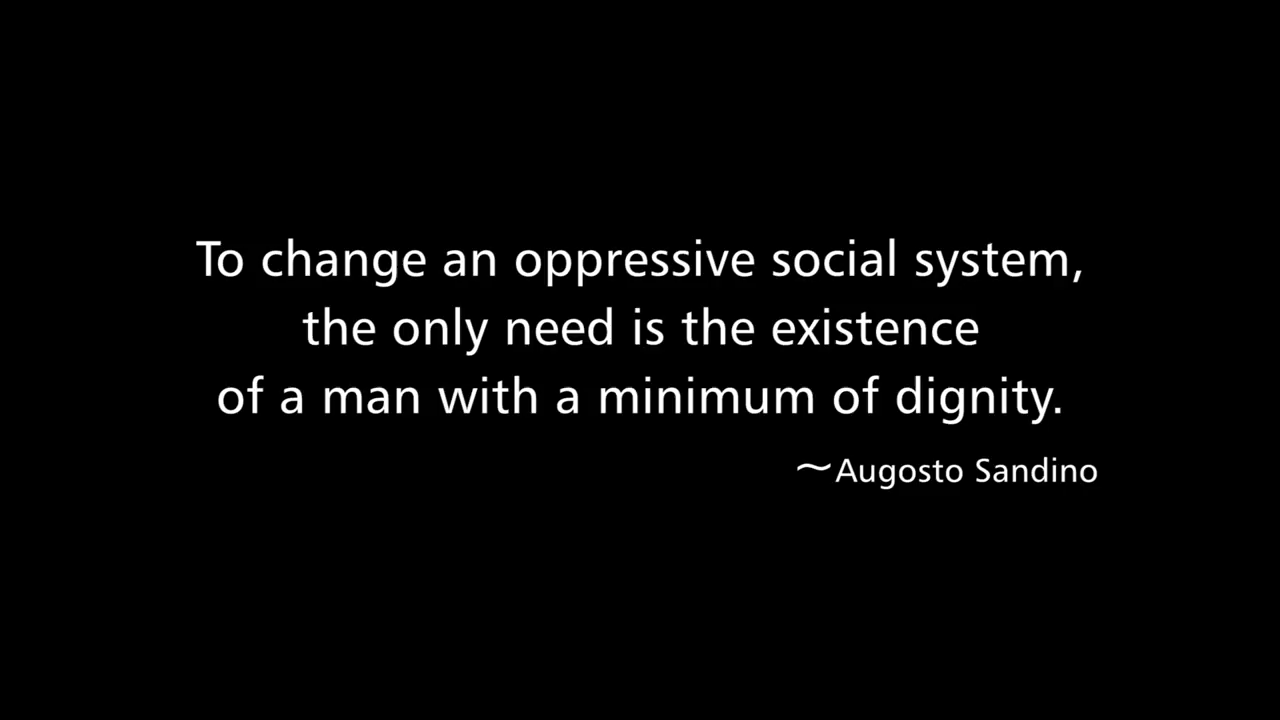 To change an oppressive social system,
the only need is the existence
of a man with a minimum of dignity.
~Augosto Sandino